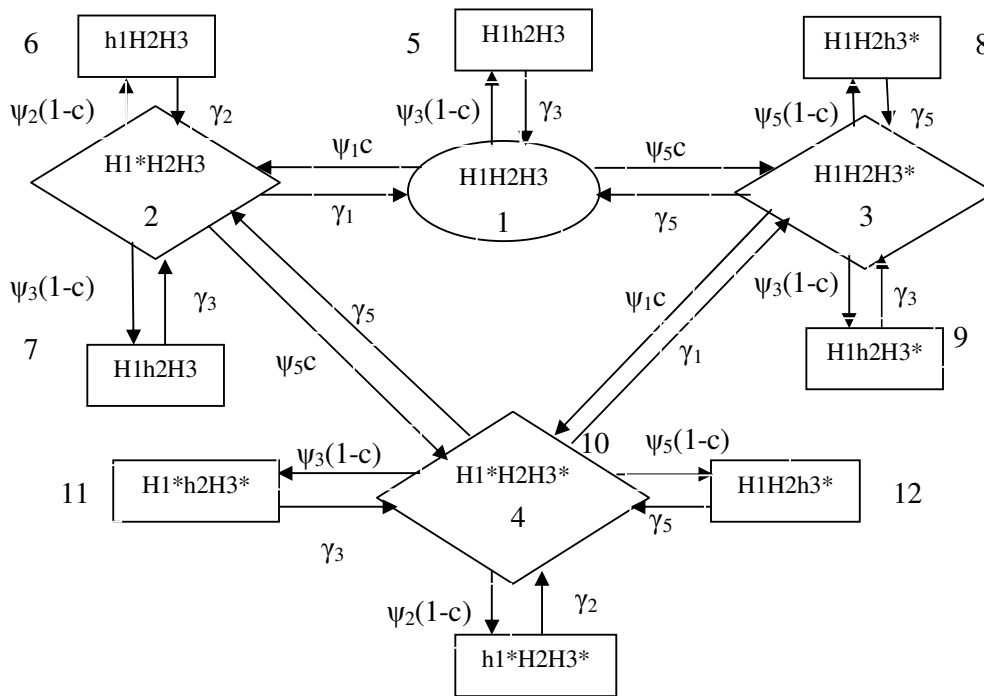 6
h1H2H3
5
H1h2H3
H1H2h3*
8
ψ₂(1-c)
γ₂
ψ₃(1-c)
γ₃
ψ₅(1-c)
γ₅
H1*H2H3
2
ψ₁c
γ₁
H1H2H3
1
ψ₅c
γ₅
H1H2H3*
3
ψ₃(1-c)
γ₃
7
H1h2H3
γ₅
ψ₅c
ψ₁c
γ₁
ψ₃(1-c)
γ₃
H1h2H3*
9
11
H1*h2H3*
ψ₃(1-c)
γ₃
H1*H2H3*
4
10
ψ₅(1-c)
γ₅
H1H2h3*
12
ψ₂(1-c)
γ₂
h1*H2H3*